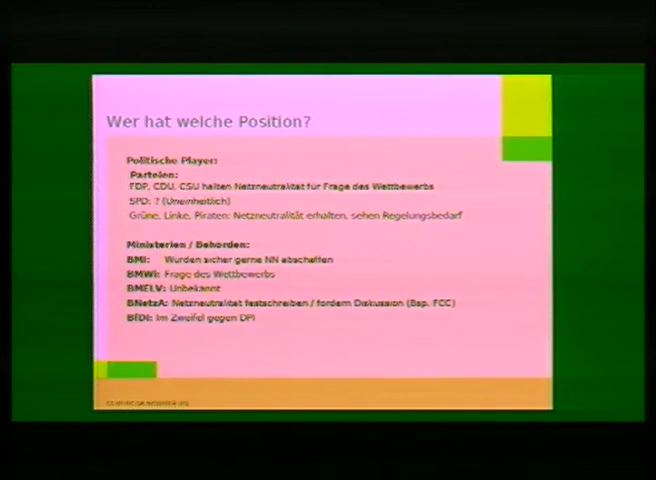 Wer hat welche Position?
Politische Player:
Parteien:
FDP, CDU, CSU halten Netzneutralität für Frage des Wettbewerbs
SPD: ? (Uneinheitlich)
Grüne, Linke, Piraten: Netzneutralität erhalten, sehen Regelungsbedarf
Ministerien / Behörden:
BMI: Würden sicher gerne NN abschaffen
BMWi: Frage des Wettbewerbs
BMELV: Unbekannt
BNetzA: Netzneutralität festschreiben / fordern Diskussion (Bsp. FCC)
BfDI: Im Zweifel gegen DPI